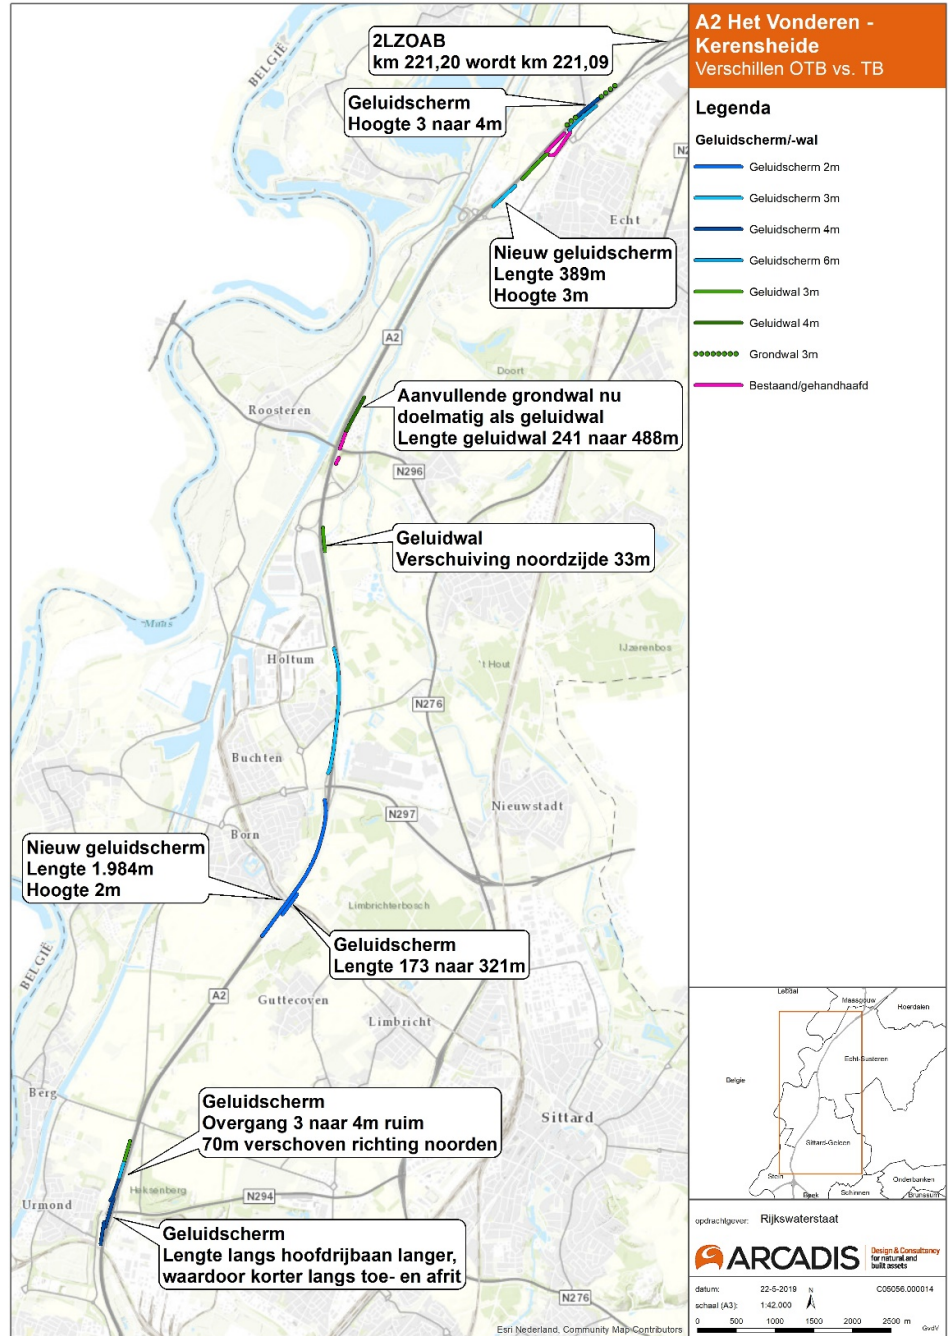 A2 Het Vonderen -
Kerensheide
Verschillen OTB vs. TB
Legenda
Geluidscherm/-wal
Geluidscherm 2m
Geluidscherm 3m
Geluidscherm 4m
Geluidscherm 6m
Geluidwal 3m
Geluidwal 4m
Grondwal 3m
Bestaand/gehandhaafd
2LZOAB
km 221,20 wordt km 221,09
BELGIË
Geluidscherm
Hoogte 3 naar 4m
Echt
Nieuw geluidscherm
Lengte 389m
Hoogte 3m
A2
Doort
Roosteren
Aanvullende grondwal nu
doelmatig als geluidwal
Lengte geluidwal 241 naar 488m
N296
Geluidwal
Verschuiving noordzijde 33m
Maas
Holtum
't Hout
IJzerenbos
N276
Buchten
Nieuwstadt
N297
Born
Nieuw geluidscherm
Lengte 1.984m
Hoogte 2m
Limbrichterbosch
Geluidscherm
Lengte 173 naar 321m
BELGIË
A2
Guttecoven
Limbricht
Berg
Geluidscherm
Overgang 3 naar 4m ruim
70m verschoven richting noorden
Sittard
Urmond
N294
Geluidscherm
Lengte langs hoofdrijbaan langer,
waardoor korter langs toe- en afrit
N276
Esri Nederland, Community Map Contributors
Leudal
Maasgouw
Roerdalen
Echt-Susteren
Belgie
Sittard-Geleen
Stein
Beek
Schinnen
Onderbanken
Brunssum
opdrachtgever: Rijkswaterstaat
ARCADIS
Design & Consultancy
for natural and
built assets
datum: 22-5-2019 N C05056.000014
schaal (A3): 1:42.000
0 500 1000 1500 2000 2500 m
GvdV